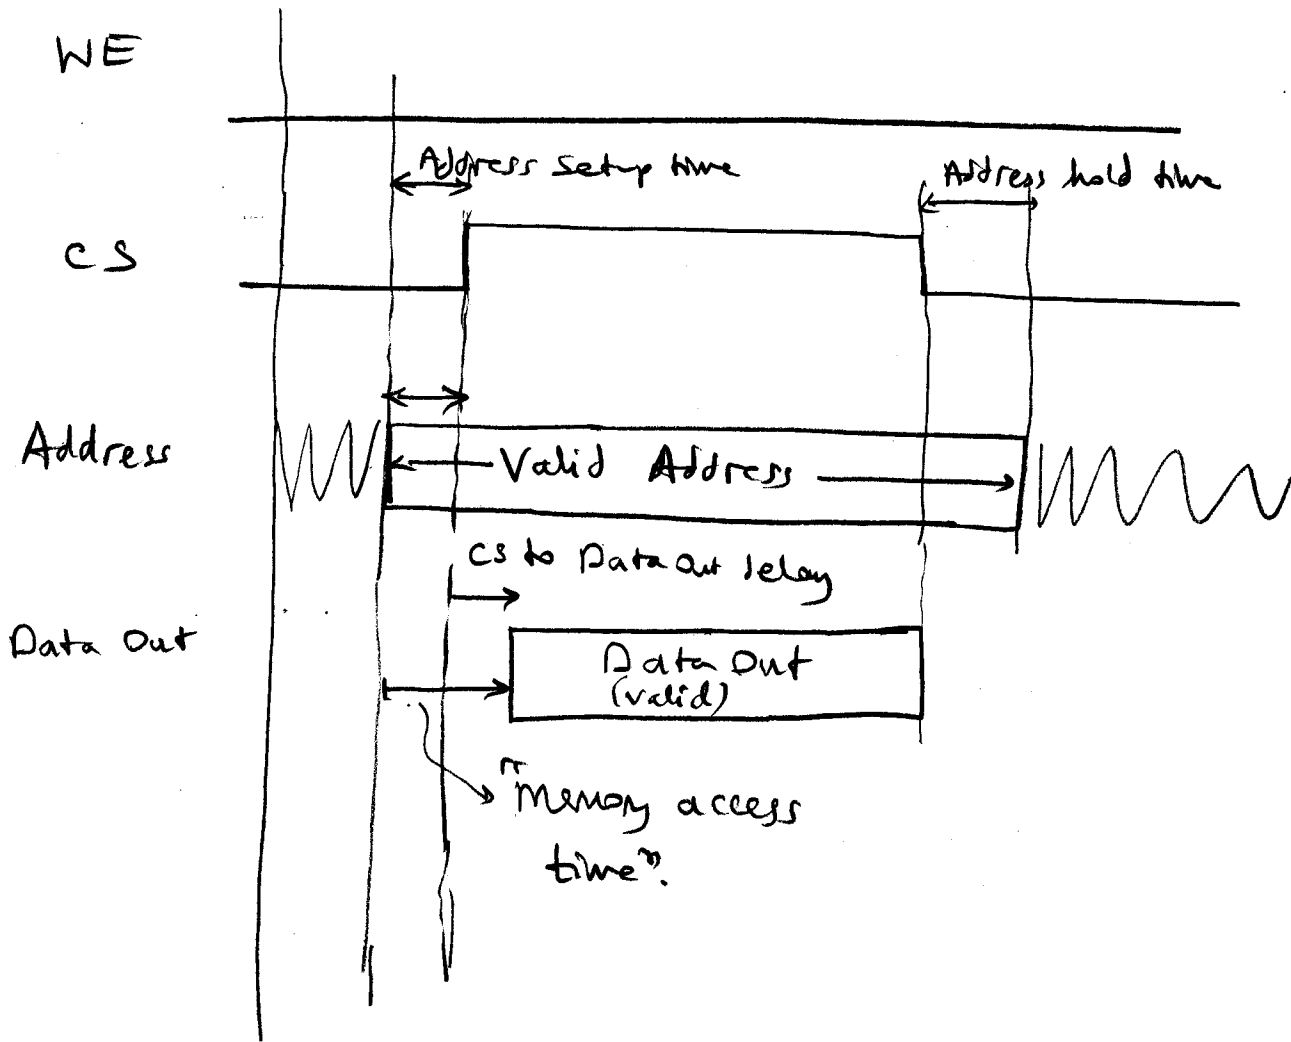 WE
Address setup time
Address hold time
CS
Address
Valid Address
CS to Data Out delay
Data Out
Data Out
(valid)
"Memory access
time".